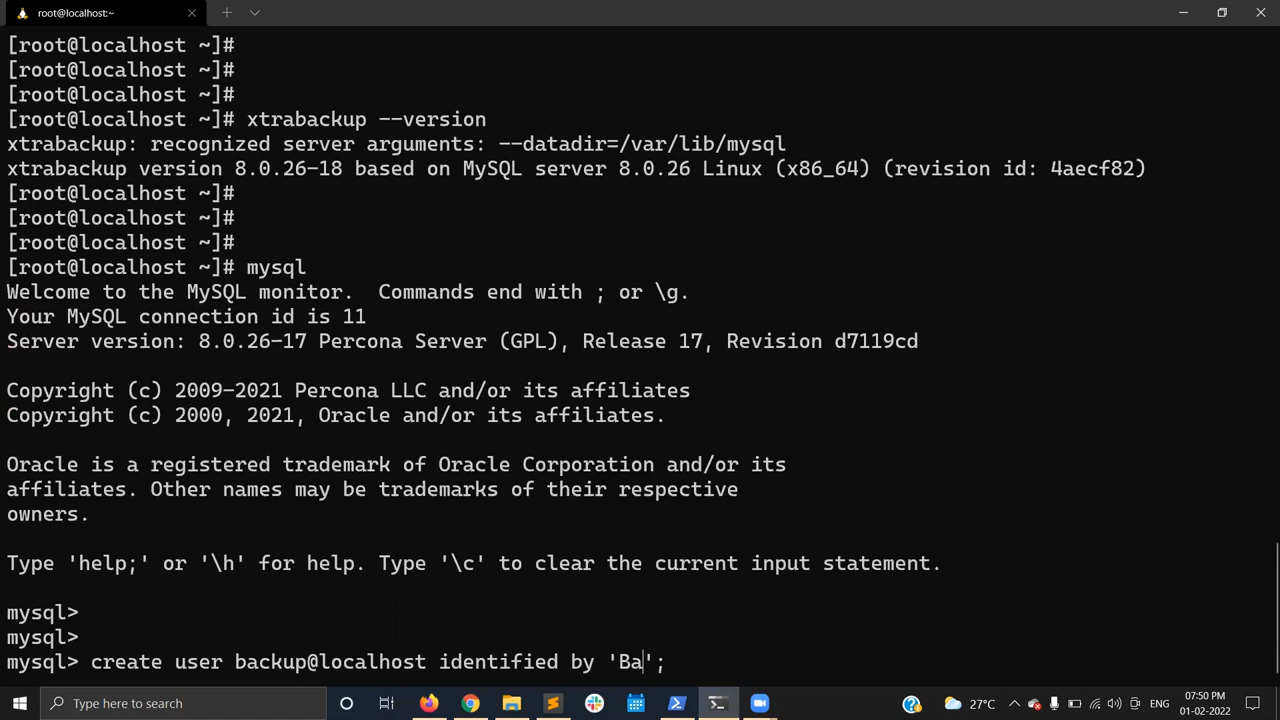 root@localhost:~
[root@localhost ~]#
[root@localhost ~]#
[root@localhost ~]#
[root@localhost ~]# xtrabackup --version
xtrabackup: recognized server arguments: --datadir=/var/lib/mysql
xtrabackup version 8.0.26-18 based on MySQL server 8.0.26 Linux (x86_64) (revision id: 4aecf82)
[root@localhost ~]#
[root@localhost ~]#
[root@localhost ~]#
[root@localhost ~]# mysql
Welcome to the MySQL monitor.  Commands end with ; or \g.
Your MySQL connection id is 11
Server version: 8.0.26-17 Percona Server (GPL), Release 17, Revision d7119cd
Copyright (c) 2009-2021 Percona LLC and/or its affiliates
Copyright (c) 2000, 2021, Oracle and/or its affiliates.
Oracle is a registered trademark of Oracle Corporation and/or its
affiliates. Other names may be trademarks of their respective
owners.
Type 'help;' or '\h' for help. Type '\c' to clear the current input statement.
mysql>
mysql>
mysql> create user backup@localhost identified by 'Ba';
Type here to search
27°C
ENG
07:50 PM
01-02-2022